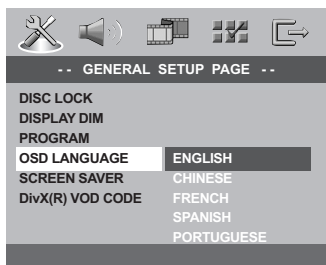 -- GENERAL SETUP PAGE --
DISC LOCK
DISPLAY DIM
PROGRAM
OSD LANGUAGE ENGLISH
SCREEN SAVER CHINESE
DivX(R) VOD CODE FRENCH
SPANISH
PORTUGUESE